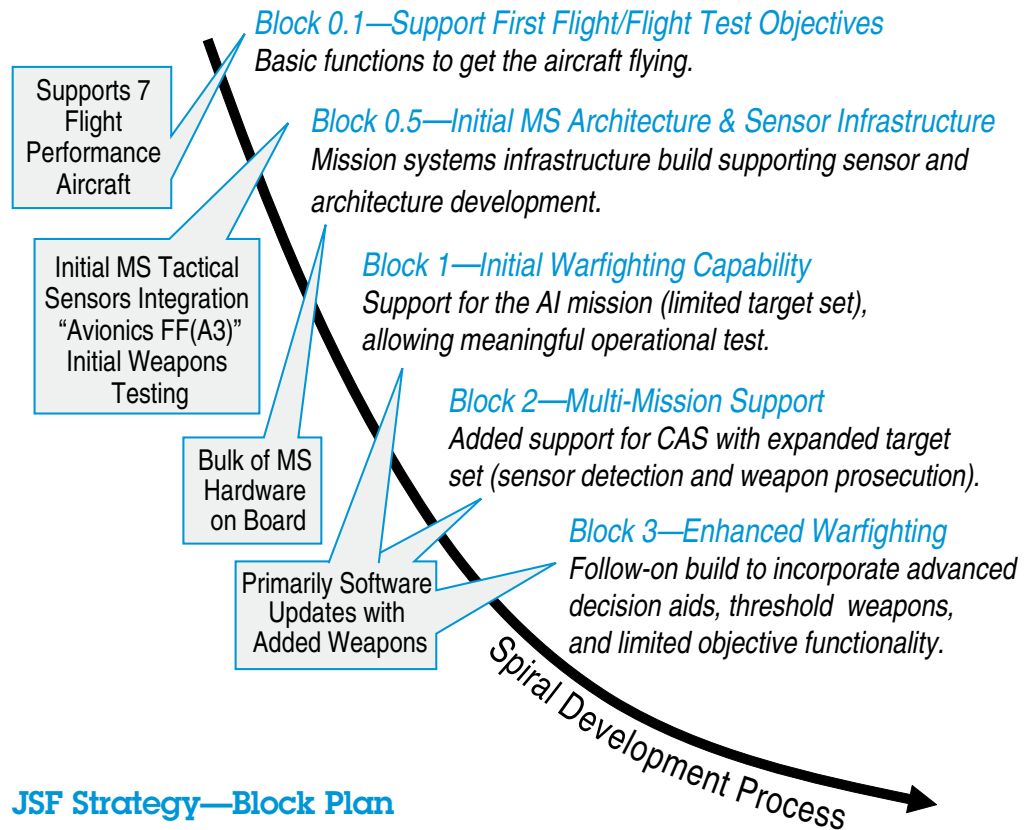 Block 0.1—Support First Flight/Flight Test Objectives
Basic functions to get the aircraft flying.
Supports 7
Flight
Performance
Aircraft
Block 0.5—Initial MS Architecture & Sensor Infrastructure
Mission systems infrastructure build supporting sensor and
architecture development.
Initial MS Tactical
Sensors Integration
“Avionics FF(A3)”
Initial Weapons
Testing
Block 1—Initial Warfighting Capability
Support for the AI mission (limited target set),
allowing meaningful operational test.
Block 2—Multi-Mission Support
Added support for CAS with expanded target
set (sensor detection and weapon prosecution).
Bulk of MS
Hardware
on Board
Block 3—Enhanced Warfighting
Follow-on build to incorporate advanced
decision aids, threshold weapons,
and limited objective functionality.
Primarily Software
Updates with
Added Weapons
Spiral Development Process
JSF Strategy—Block Plan